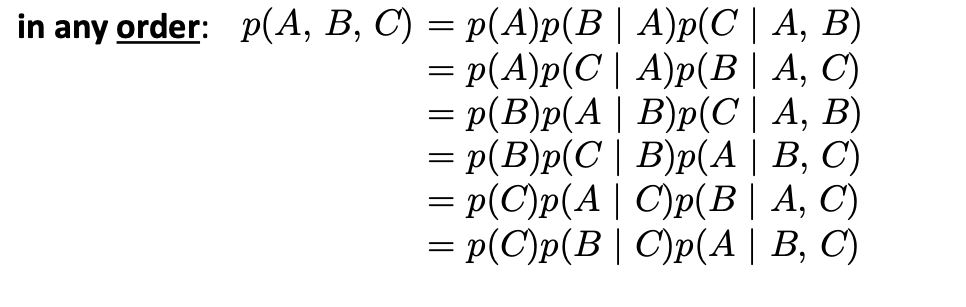 in any order: p(A, B, C) = p(A)p(B | A)p(C | A, B)
= p(A)p(C | A)p(B | A, C)
= p(B)p(A | B)p(C | A, B)
= p(B)p(C | B)p(A | B, C)
= p(C)p(A | C)p(B | A, C)
= p(C)p(B | C)p(A | B, C)